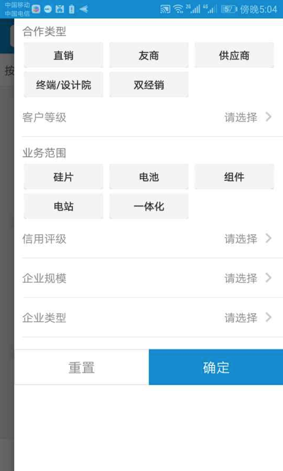 中国移动
中国电信
傍晚5:04
按
合作类型
直销 友商 供应商
终端/设计院 双经销
客户等级 请选择
业务范围
硅片 电池 组件
电站 一体化
信用评级 请选择
企业规模 请选择
企业类型 请选择
重置 确定